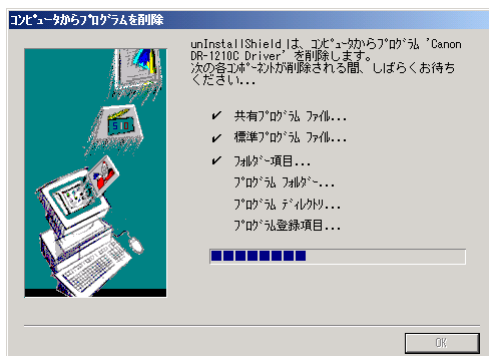 コンピュータからプログラムを削除
unInstallShield は、コンピュータからプログラム 'Canon
DR-1210C Driver' を削除します。
次の各コンポーネントが削除される間、しばらくお待ち
ください...
✔ 共有プログラム ファイル...
✔ 標準プログラム ファイル...
✔ フォルダー項目...
プログラム フォルダー...
プログラム ディレクトリ...
プログラム登録項目...
OK